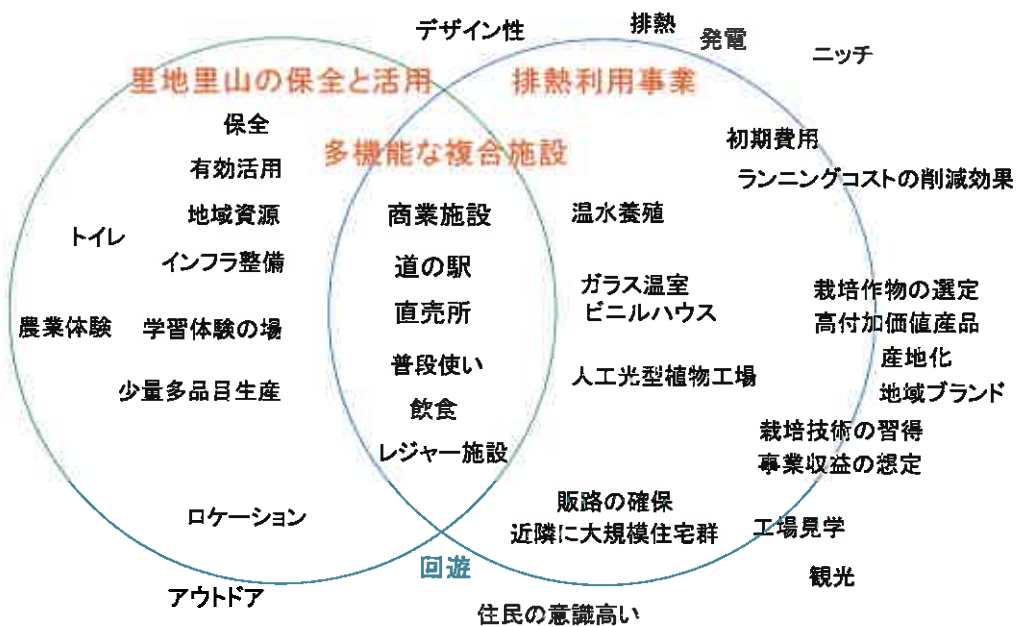 デザイン性
排熱
発電
ニッチ
里地里山の保全と活用
排熱利用事業
保全
多機能な複合施設
初期費用
有効活用
ランニングコストの削減効果
地域資源
商業施設
温水養殖
トイレ
インフラ整備
道の駅
ガラス温室
ビニルハウス
栽培作物の選定
高付加価値産品
直売所
農業体験
学習体験の場
産地化
普段使い
人工光型植物工場
地域ブランド
少量多品目生産
飲食
栽培技術の習得
事業収益の想定
レジャー施設
ロケーション
販路の確保
近隣に大規模住宅群
工場見学
回遊
観光
アウトドア
住民の意識高い